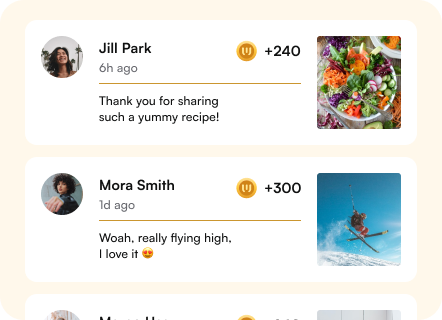 Jill Park
+240
6h ago
Thank you for sharing
such a yummy recipe!
Mora Smith
+300
1d ago
Woah, really flying high,
I love it 😍